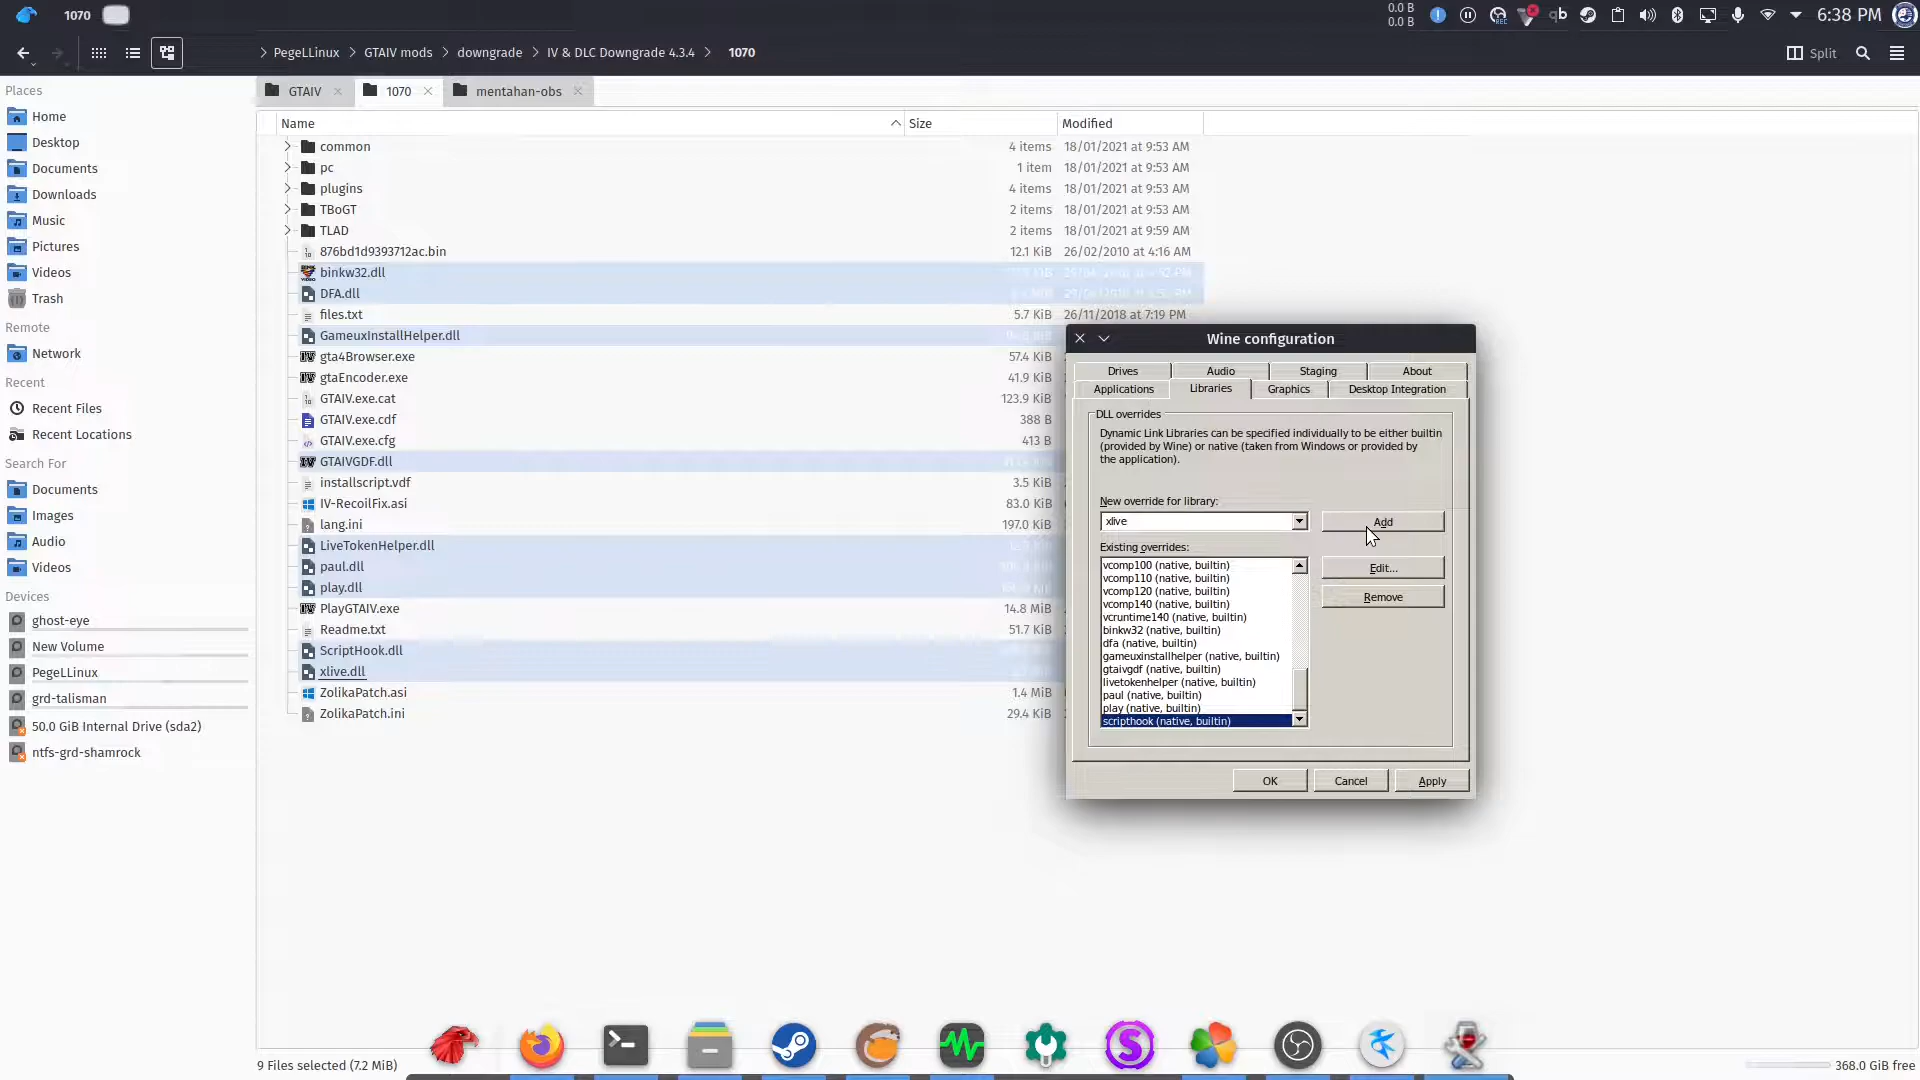 1070
0.0 B
0.0 B
6:38 PM
PegeLLinux
GTAIV mods
downgrade
IV & DLC Downgrade 4.3.4
1070
Split
Places
Home
Desktop
Documents
Downloads
Music
Pictures
Videos
Trash
Remote
Network
Recent
Recent Files
Recent Locations
Search For
Documents
Images
Audio
Videos
Devices
ghost-eye
New Volume
PegeLLinux
grd-talisman
50.0 GiB Internal Drive (sda2)
ntfs-grd-shamrock
GTAIV
1070
mentahan-obs
Name Size Modified
common 4 items 18/01/2021 at 9:53 AM
pc 1 item 18/01/2021 at 9:53 AM
plugins 4 items 18/01/2021 at 9:53 AM
TBoGT 2 items 18/01/2021 at 9:53 AM
TLAD 2 items 18/01/2021 at 9:59 AM
876bd1d9393712ac.bin 12.1 KiB 26/02/2010 at 4:16 AM
binkw32.dll
DFA.dll
files.txt 5.7 KiB 26/11/2018 at 7:19 PM
GameuxInstallHelper.dll
gta4Browser.exe 57.4 KiB
gtaEncoder.exe 41.9 KiB
GTAIV.exe.cat 123.9 KiB
GTAIV.exe.cdf 388 B
GTAIV.exe.cfg 413 B
GTAIVGDF.dll
installscript.vdf 3.5 KiB
IV-RecoilFix.asi 83.0 KiB
lang.ini 197.0 KiB
LiveTokenHelper.dll
paul.dll
play.dll
PlayGTAIV.exe 14.8 MiB
Readme.txt 51.7 KiB
ScriptHook.dll
xlive.dll
ZolikaPatch.asi 1.4 MiB
ZolikaPatch.ini 29.4 KiB
Wine configuration
Drives Audio Staging About
Applications Libraries Graphics Desktop Integration
DLL overrides
Dynamic Link Libraries can be specified individually to be either builtin
(provided by Wine) or native (taken from Windows or provided by
the application).
New override for library:
xlive
Add
Existing overrides:
vcomp100 (native, builtin)
vcomp110 (native, builtin)
vcomp120 (native, builtin)
vcomp140 (native, builtin)
vcruntime140 (native, builtin)
binkw32 (native, builtin)
dfa (native, builtin)
gameuxinstallhelper (native, builtin)
gtaivgdf (native, builtin)
livetokenhelper (native, builtin)
paul (native, builtin)
play (native, builtin)
scripthook (native, builtin)
Edit...
Remove
OK
Cancel
Apply
9 Files selected (7.2 MiB)
368.0 GiB free